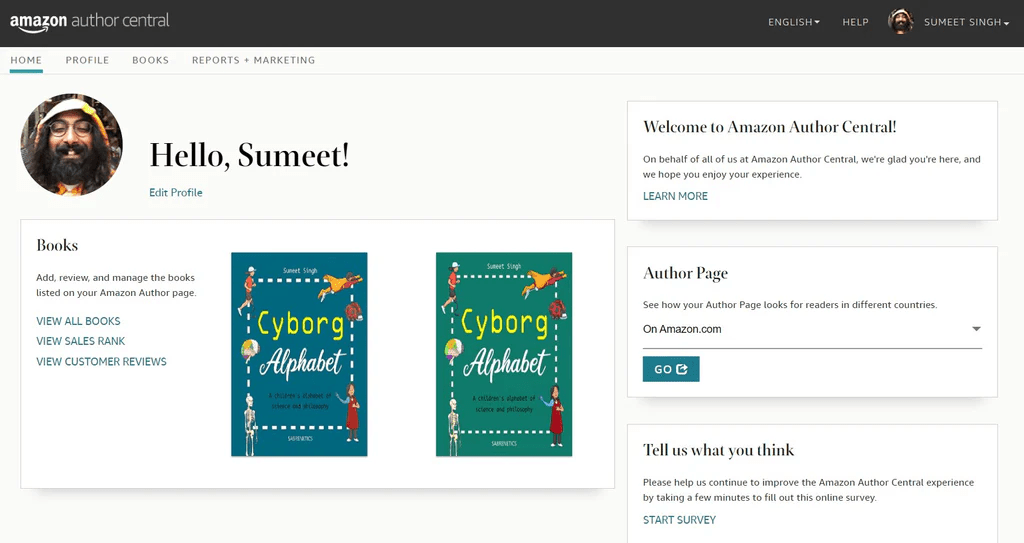 amazon author central
ENGLISH
HELP
SUMEET SINGH
HOME
PROFILE
BOOKS
REPORTS + MARKETING
Hello, Sumeet!
Edit Profile
Books
Add, review, and manage the books
listed on your Amazon Author page.
VIEW ALL BOOKS
VIEW SALES RANK
VIEW CUSTOMER REVIEWS
Sumeet Singh
Cyborg
Alphabet
A children's alphabet of
science and philosophy
Sumeet Singh
Cyborg
Alphabet
A children's alphabet of
science and philosophy
Welcome to Amazon Author Central!
On behalf of all of us at Amazon Author Central, we're glad you're here, and
we hope you enjoy your experience.
LEARN MORE
Author Page
See how your Author Page looks for readers in different countries.
On Amazon.com
GO
Tell us what you think
Please help us continue to improve the Amazon Author Central experience
by taking a few minutes to fill out this online survey.
START SURVEY